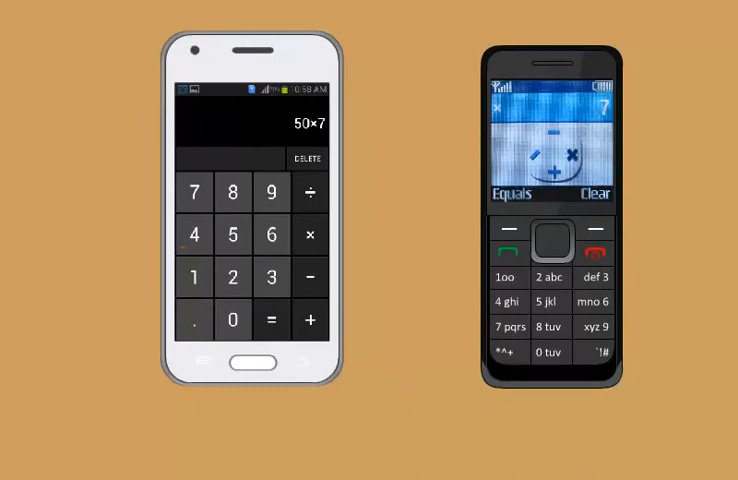 10:58 AM
50×7
DELETE
7 8 9 ÷
4 5 6 ×
1 2 3 −
. 0 = +
× 7
− × +
Equals Clear
1oo 2 abc def 3
4 ghi 5 jkl mno 6
7 pqrs 8 tuv xyz 9
*^+ 0 tuv `!#